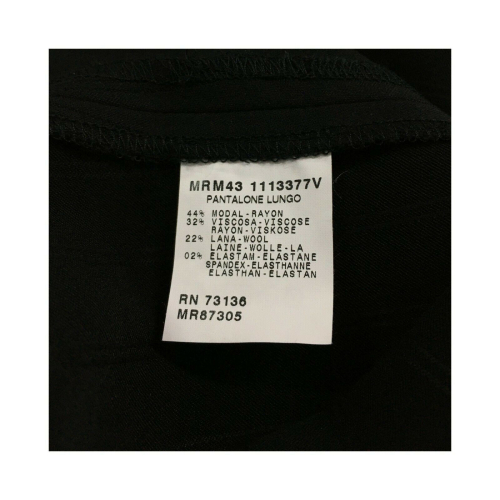 MRM43 1113377V
PANTALONE LUNGO
44% MODAL-RAYON
32% VISCOSA-VISCOSE
RAYON-VISKOSE
22% LANA-WOOL
LAINE-WOLLE-LA
02% ELASTAM-ELASTANE
SPANDEX-ELASTHANNE
ELASTHAN-ELASTAN
RN 73136
MR87305